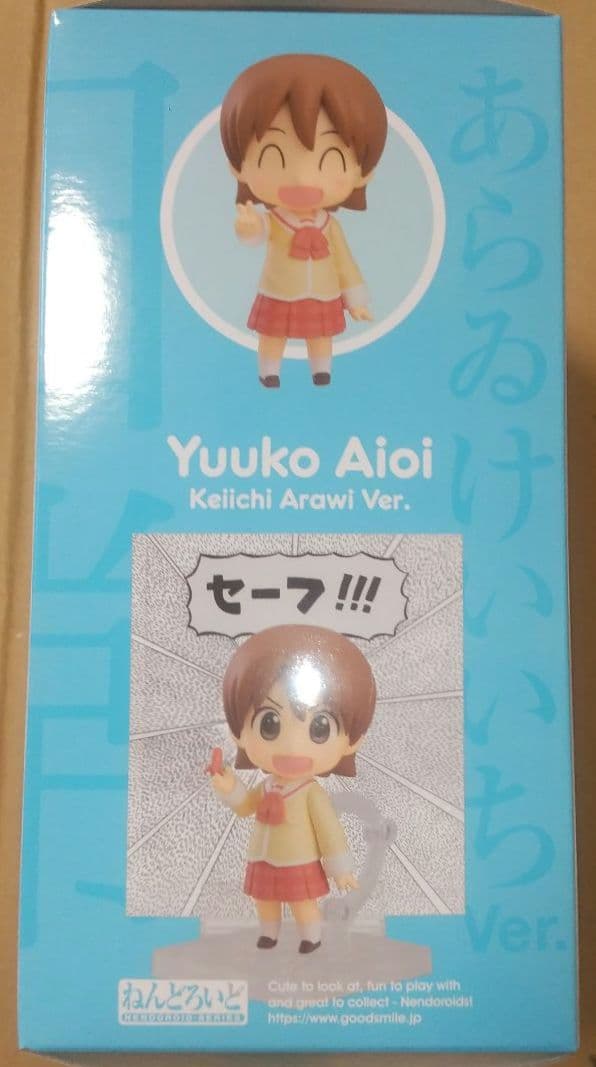 日常
あらゐけいいち
Ver.
Yuuko Aioi
Keiichi Arawi Ver.
セーフ!!!
ねんどろいど
NENDOROID SERIES
Cute to look at, fun to play with
and great to collect - Nendoroids!
https://www.goodsmile.jp